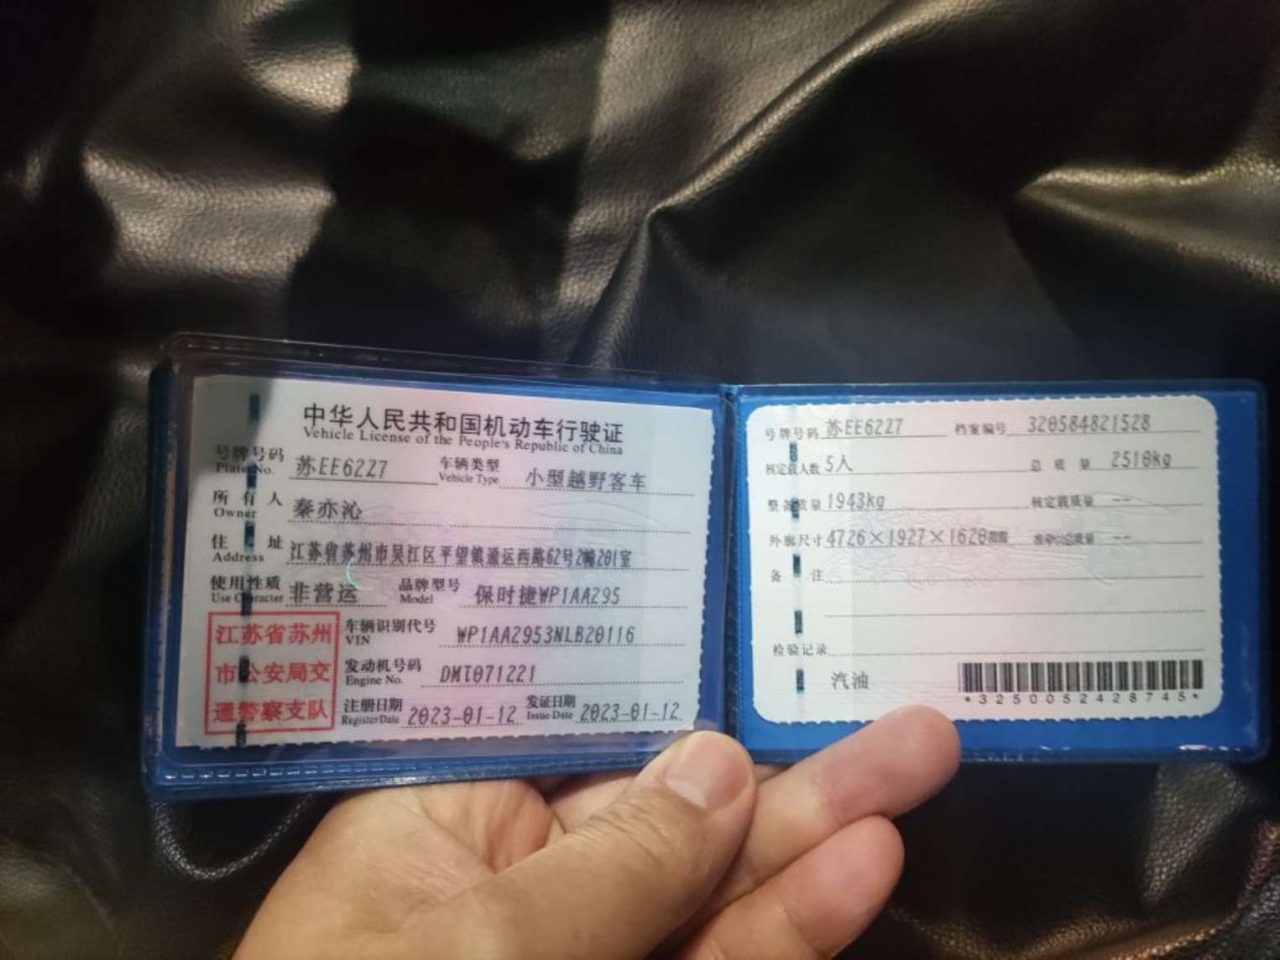 中华人民共和国机动车行驶证
Vehicle License of the People's Republic of China
号牌号码 苏EE6227 车辆类型 小型越野客车
Plate No. Vehicle Type
所有人 秦亦沁
Owner
住址 江苏省苏州市吴江区平望镇通运西路62号2幢201室
Address
使用性质 非营运 品牌型号 保时捷WP1AA295
Use Character Model
江苏省苏州
市公安局交
通警察支队
车辆识别代号 WP1AA2953NLB20116
VIN
发动机号码 DMT071221
Engine No.
注册日期 2023-01-12 发证日期 2023-01-12
Register Date Issue Date
号牌号码 苏EE6227 档案编号 320584821528
核定载人数 5人 总质量 2510kg
整备质量 1943kg 核定载质量 --
外廓尺寸 4726×1927×1620 --
备注
检验记录
汽油
*3250052428745*